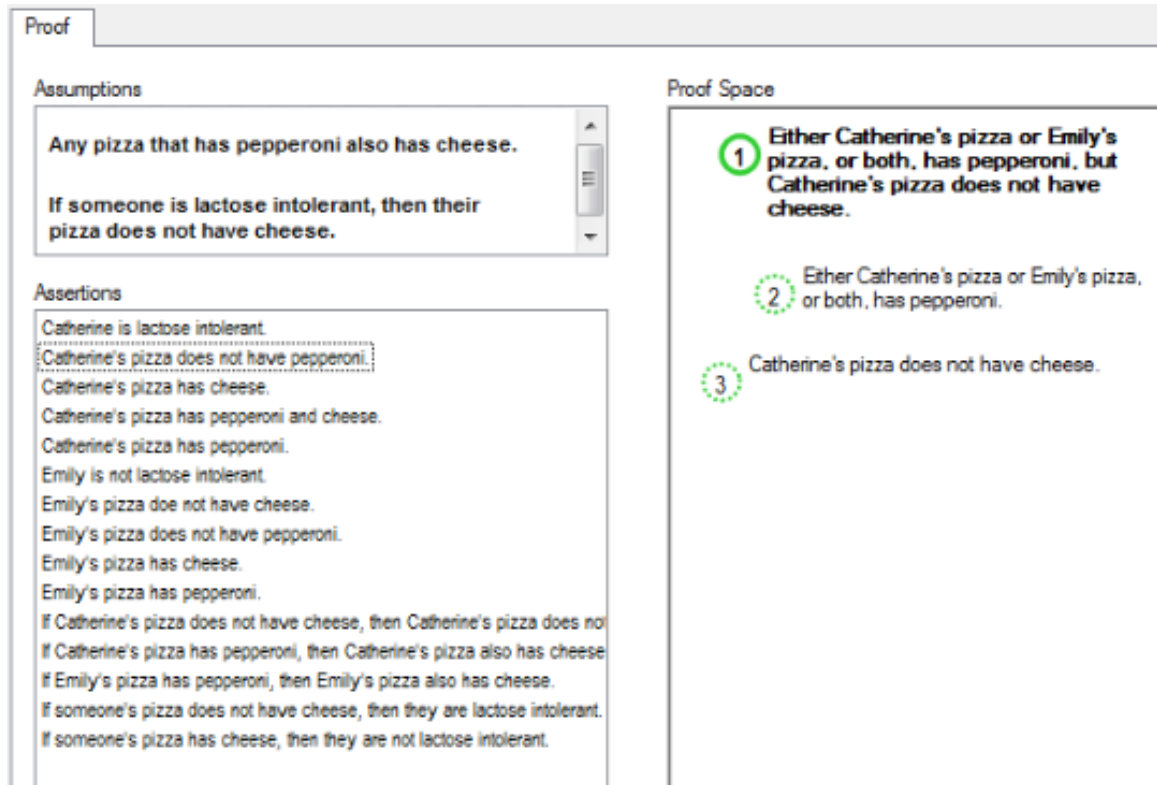 Proof
Assumptions
Any pizza that has pepperoni also has cheese.
If someone is lactose intolerant, then their
pizza does not have cheese.
Assertions
Catherine is lactose intolerant.
Catherine's pizza does not have pepperoni.
Catherine's pizza has cheese.
Catherine's pizza has pepperoni and cheese.
Catherine's pizza has pepperoni.
Emily is not lactose intolerant.
Emily's pizza doe not have cheese.
Emily's pizza does not have pepperoni.
Emily's pizza has cheese.
Emily's pizza has pepperoni.
If Catherine's pizza does not have cheese, then Catherine's pizza does not
If Catherine's pizza has pepperoni, then Catherine's pizza also has cheese
If Emily's pizza has pepperoni, then Emily's pizza also has cheese.
If someone's pizza does not have cheese, then they are lactose intolerant.
If someone's pizza has cheese, then they are not lactose intolerant.
Proof Space
1
Either Catherine's pizza or Emily's
pizza, or both, has pepperoni, but
Catherine's pizza does not have
cheese.
2
Either Catherine's pizza or Emily's pizza,
or both, has pepperoni.
3
Catherine's pizza does not have cheese.